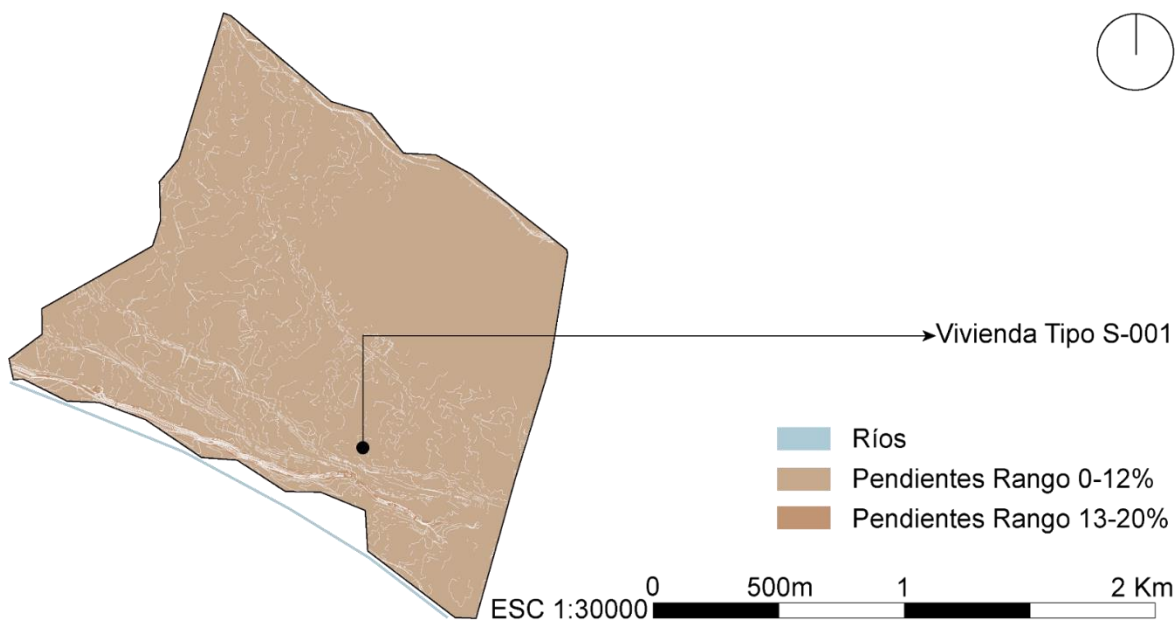 Vivienda Tipo S-001
Ríos
Pendientes Rango 0-12%
Pendientes Rango 13-20%
0 500m 1 2 Km
ESC 1:30000